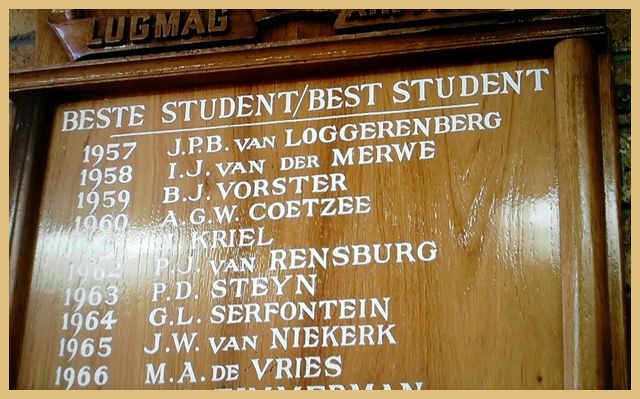 LUGMAG
BESTE STUDENT/BEST STUDENT
1957 J.P.B. VAN LOGGERENBERG
1958 I.J. VAN DER MERWE
1959 B.J. VORSTER
1960 A.G.W. COETZEE
KRIEL
1962 P.J. VAN RENSBURG
1963 P.D. STEYN
1964 G.L. SERFONTEIN
1965 J.W. VAN NIEKERK
1966 M.A. DE VRIES
ZIMMERMAN